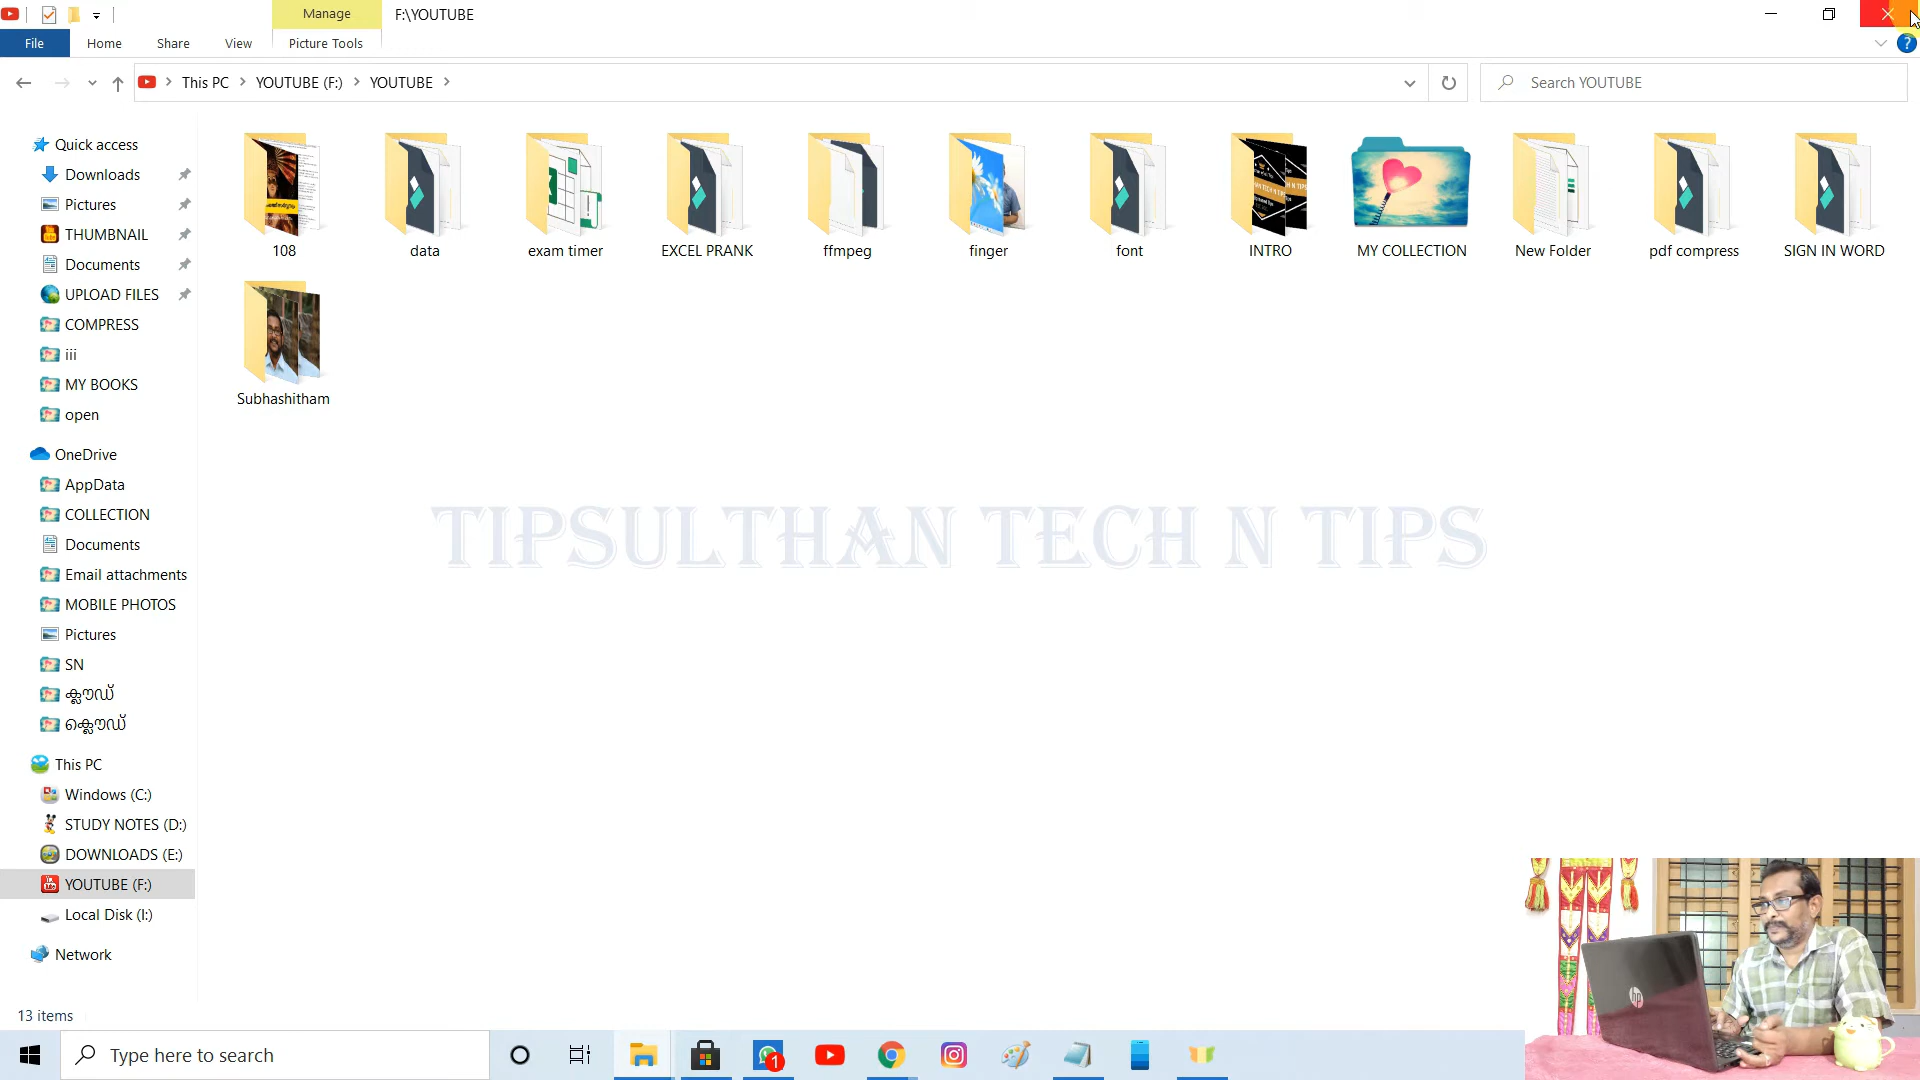 Manage
F:\YOUTUBE
File
Home
Share
View
Picture Tools
This PC
YOUTUBE (F:)
YOUTUBE
Search YOUTUBE
Quick access
Downloads
Pictures
THUMBNAIL
Documents
UPLOAD FILES
COMPRESS
iii
MY BOOKS
open
OneDrive
AppData
COLLECTION
Documents
Email attachments
MOBILE PHOTOS
Pictures
SN
ക്ലൗഡ്
ക്ലൌഡ്
This PC
Windows (C:)
STUDY NOTES (D:)
DOWNLOADS (E:)
YOUTUBE (F:)
Local Disk (I:)
Network
108
data
exam timer
EXCEL PRANK
ffmpeg
finger
font
INTRO
MY COLLECTION
New Folder
pdf compress
SIGN IN WORD
Subhashitham
TIPSULTHAN TECH N TIPS
13 items
Type here to search
1
hp